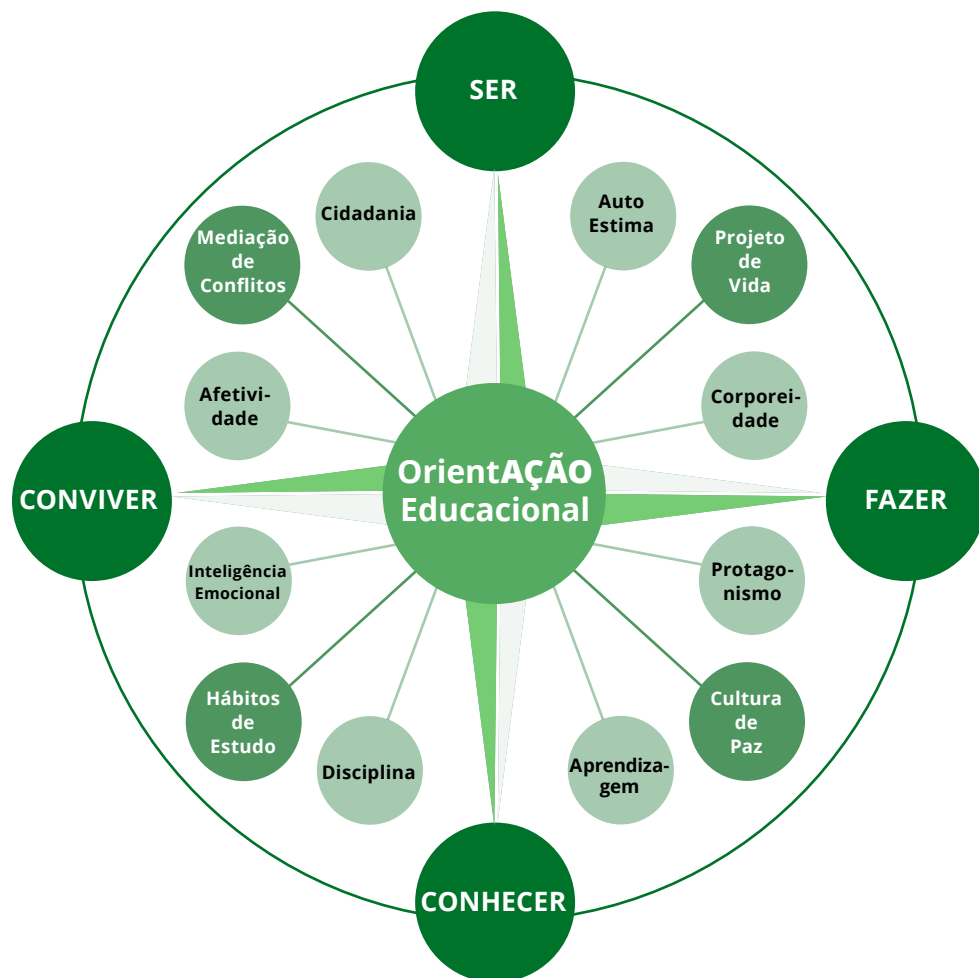 SER
Cidadania
Auto
Estima
Mediação
de
Conflitos
Projeto
de
Vida
Afetivi-
dade
Corporei-
dade
OrientAÇÃO
Educacional
CONVIVER
FAZER
Inteligência
Emocional
Protago-
nismo
Hábitos
de
Estudo
Cultura
de
Paz
Disciplina
Aprendiza-
gem
CONHECER